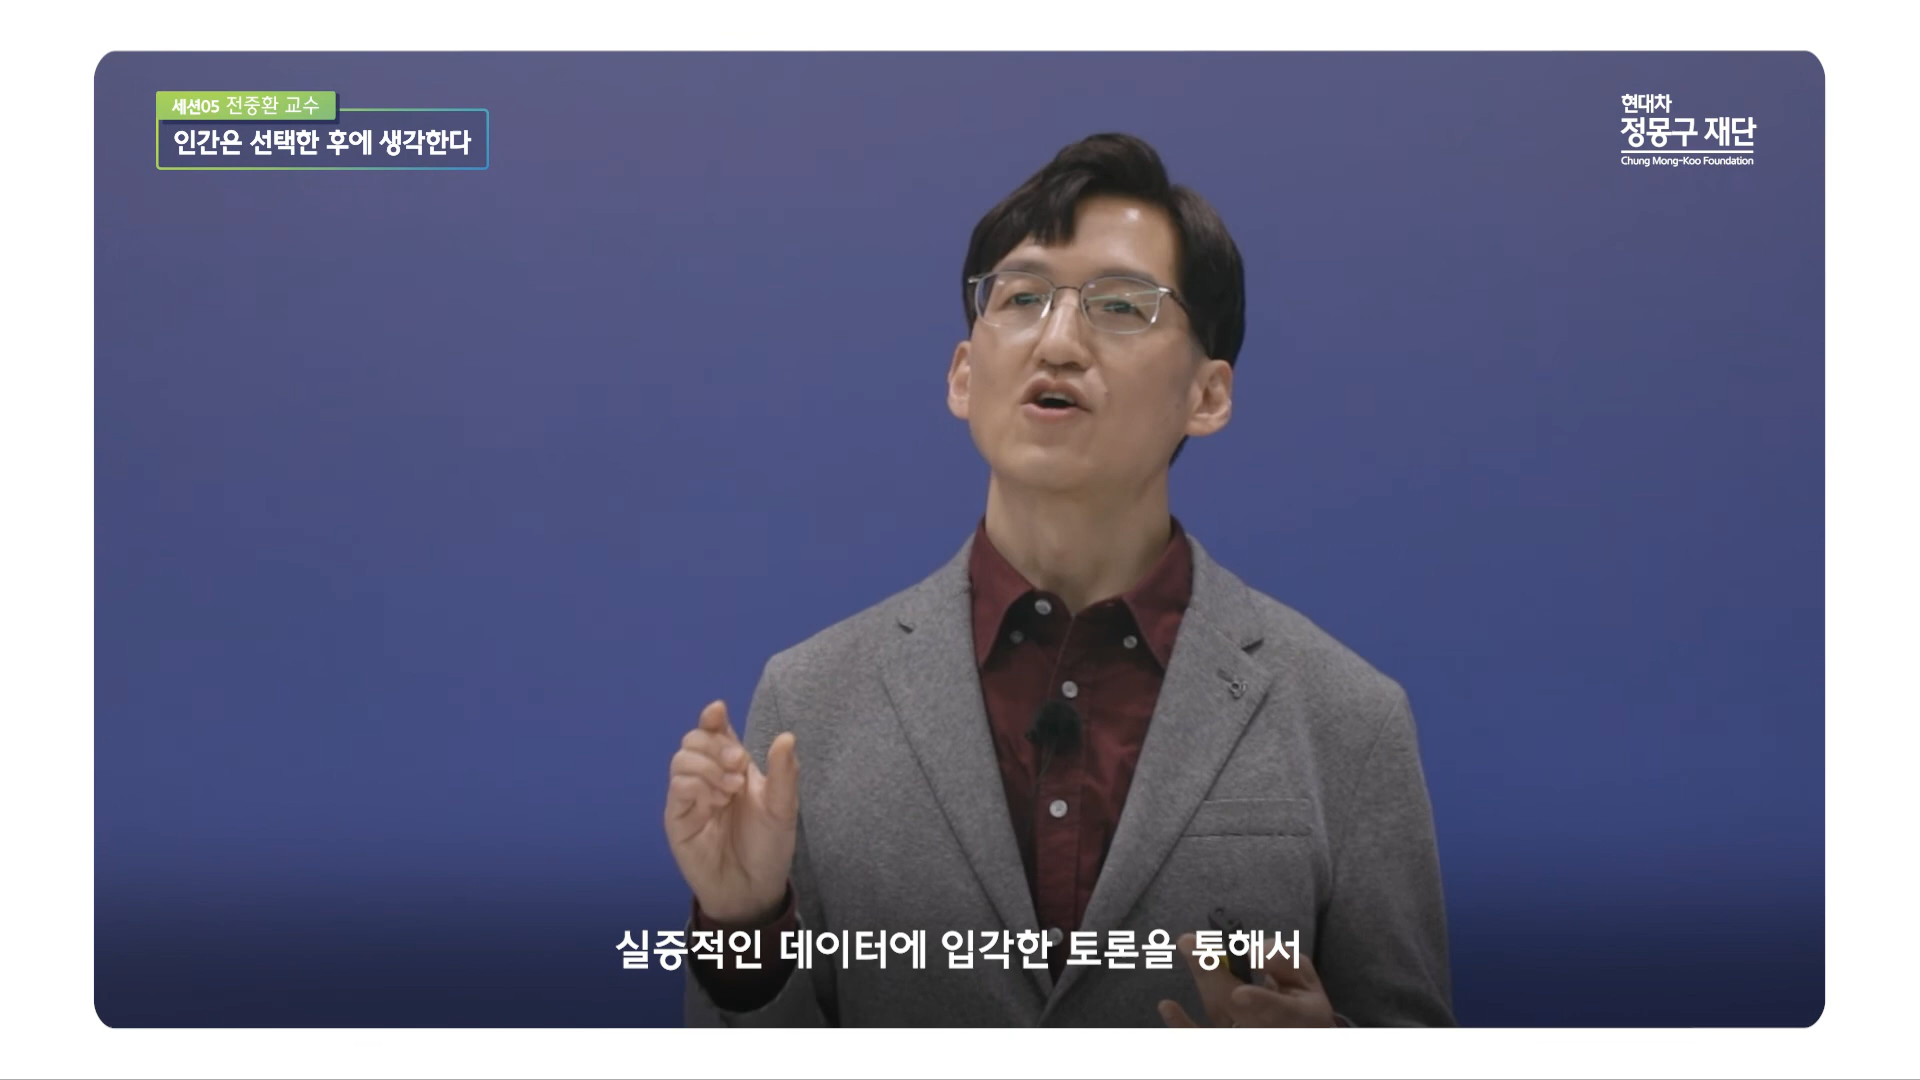 세션05 전중환 교수
인간은 선택한 후에 생각한다
현대차
정몽구 재단
Chung Mong-Koo Foundation
실증적인 데이터에 입각한 토론을 통해서